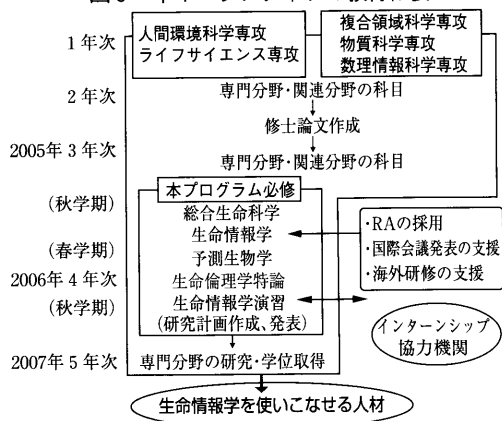 1年次
人間環境科学専攻
ライフサイエンス専攻
複合領域科学専攻
物質科学専攻
数理情報科学専攻
2年次
専門分野・関連分野の科目
修士論文作成
2005年3年次
専門分野・関連分野の科目
本プログラム必修
(秋学期)
総合生命科学
生命情報学
(春学期)
予測生物学
2006年4年次
生命倫理学特論
(秋学期)
生命情報学演習
(研究計画作成、発表)
・RAの採用
・国際会議発表の支援
・海外研修の支援
インターンシップ
協力機関
2007年5年次
専門分野の研究・学位取得
生命情報学を使いこなせる人材